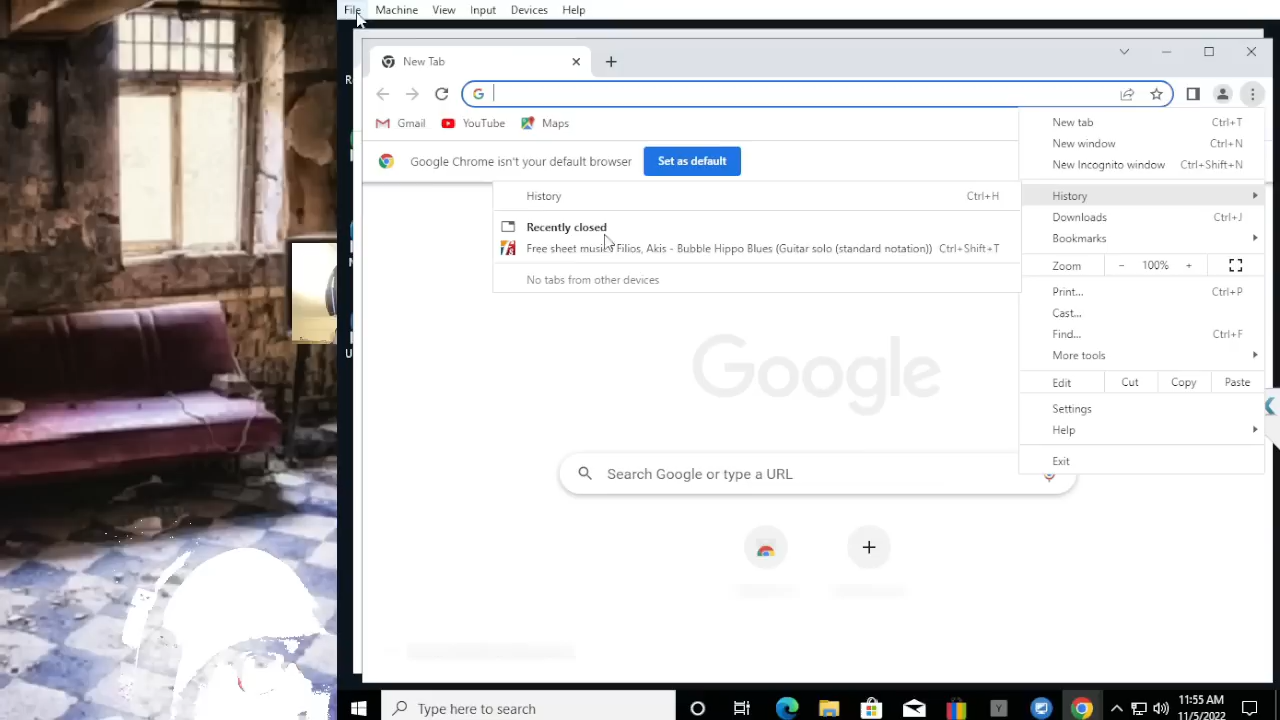 File Machine View Input Devices Help
New Tab
Gmail YouTube Maps
Google Chrome isn't your default browser Set as default
New tab Ctrl+T
New window Ctrl+N
New Incognito window Ctrl+Shift+N
History
Downloads Ctrl+J
Bookmarks
Zoom − 100% +
Print... Ctrl+P
Cast...
Find... Ctrl+F
More tools
Edit Cut Copy Paste
Settings
Help
Exit
History Ctrl+H
Recently closed
Free sheet music: Filios, Akis - Bubble Hippo Blues (Guitar solo (standard notation)) Ctrl+Shift+T
No tabs from other devices
Google
Search Google or type a URL
Type here to search
11:55 AM
11/5/2022